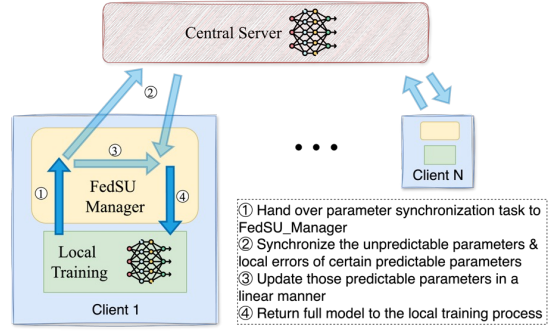 Central Server
②
③
FedSU
Manager
①
④
Local
Training
Client 1
Client N
① Hand over parameter synchronization task to
FedSU_Manager
② Synchronize the unpredictable parameters &
local errors of certain predictable parameters
③ Update those predictable parameters in a
linear manner
④ Return full model to the local training process